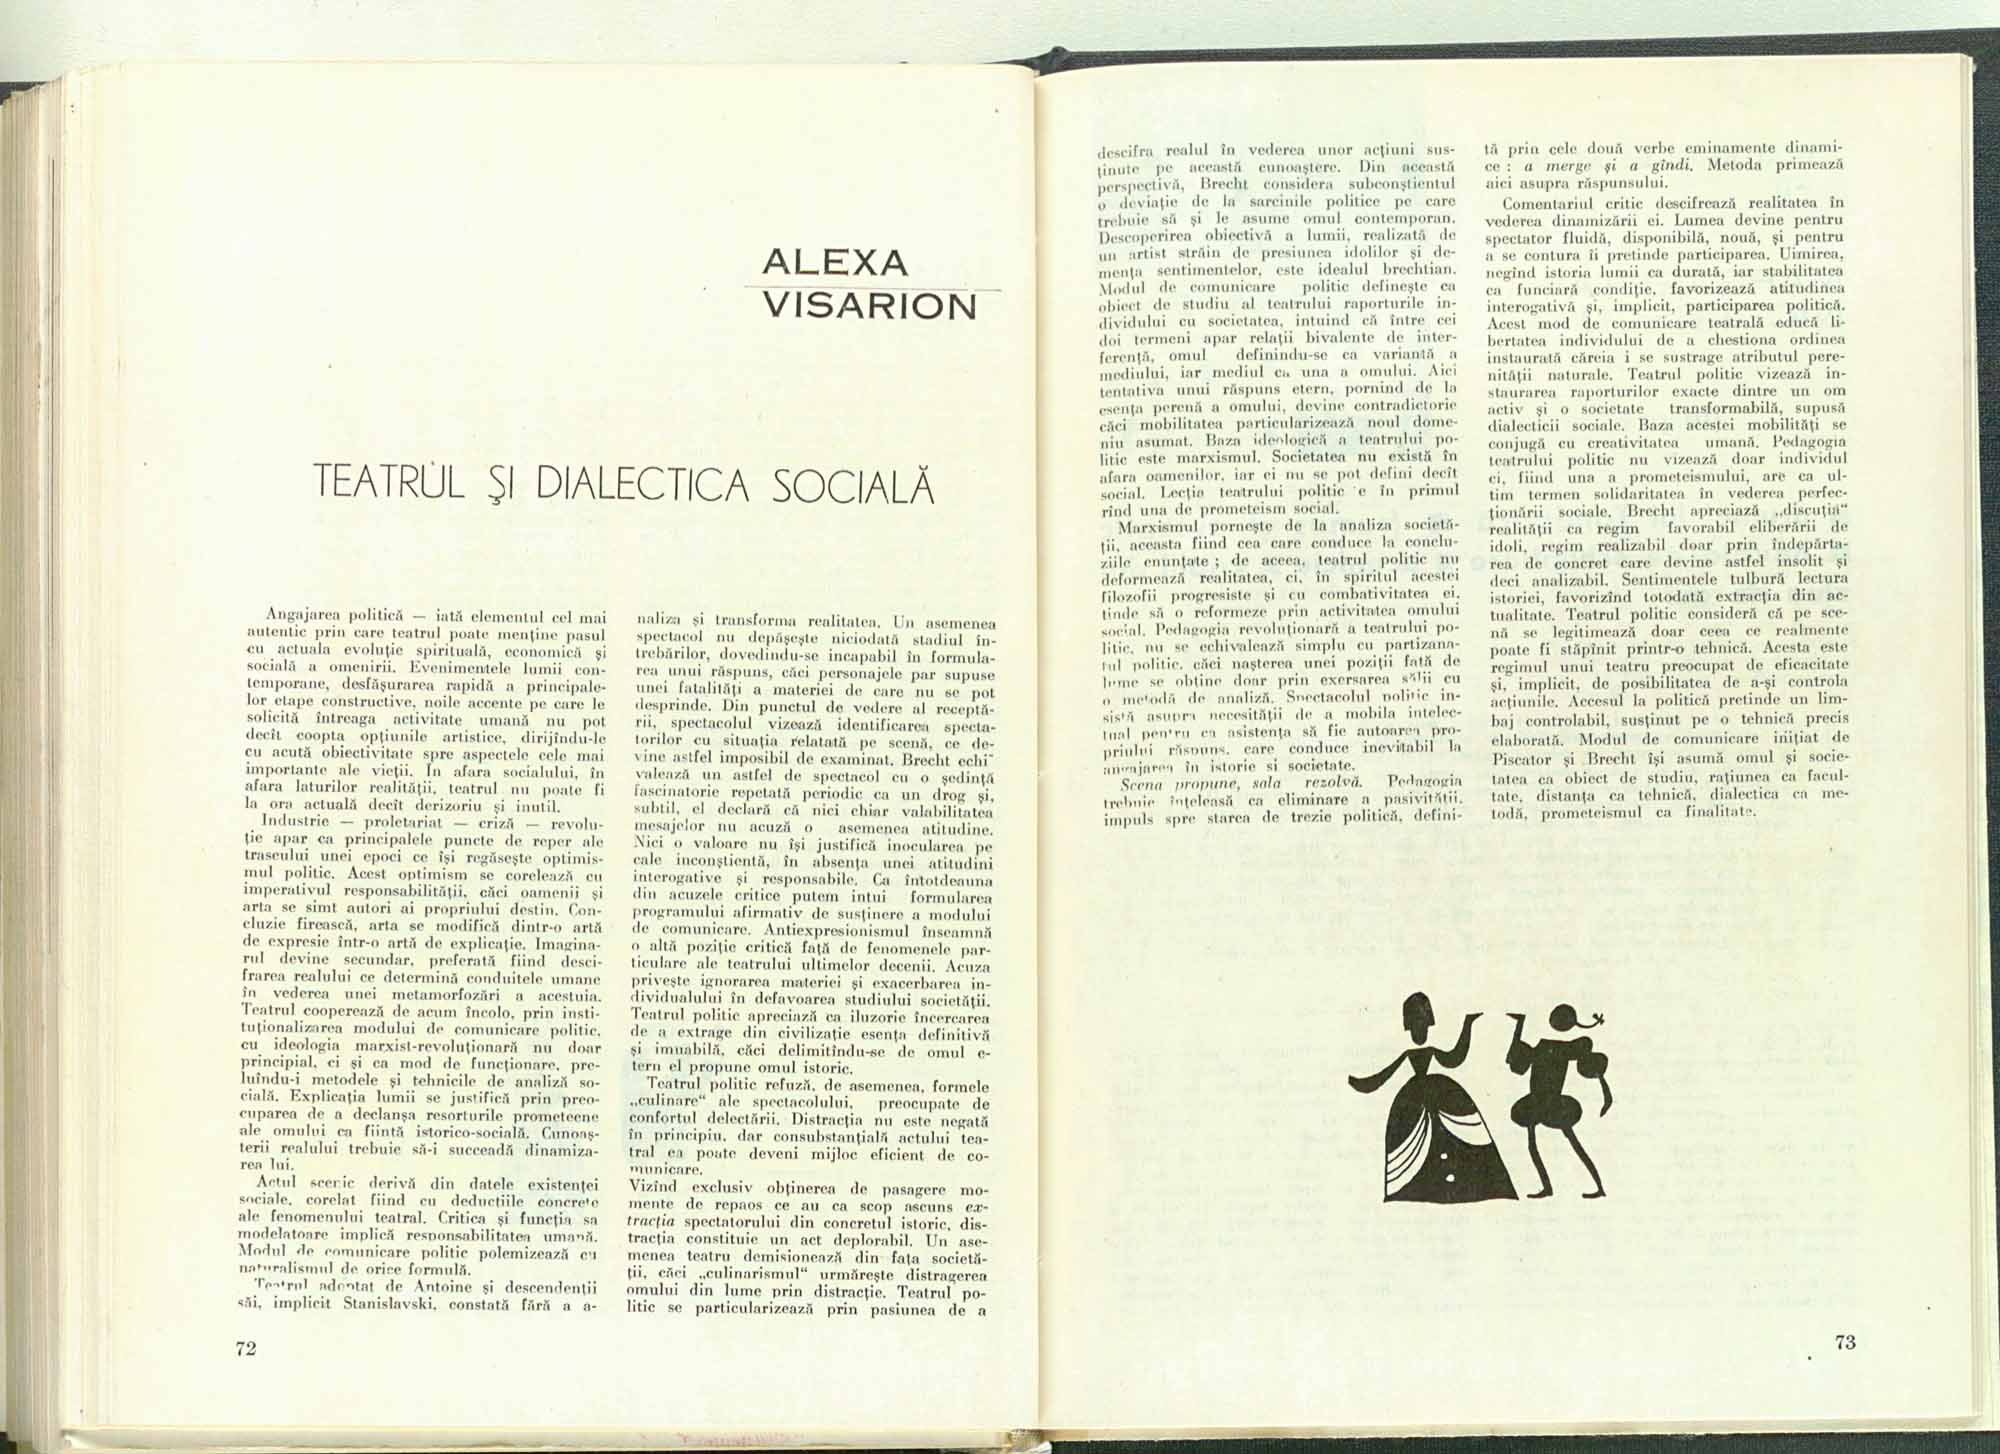 ALEXA
VISARION
TEATRUL ŞI DIALECTICA SOCIALĂ
Angajarea politică — iată elementul cel mai
autentic prin care teatrul poate menţine pasul
cu actuala evoluţie spirituală, economică şi
socială a omenirii. Evenimentele lumii con-
temporane, desfăşurarea rapidă a principale-
lor etape constructive, noile accente pe care le
solicită întreaga activitate umană nu pot
decît coopta opţiunile artistice, dirijîndu-le
cu acută obiectivitate spre aspectele cele mai
importante ale vieţii. In afara socialului, în
afara laturilor realităţii, teatrul nu poate fi
la ora actuală decît derizoriu şi inutil.
Industrie — proletariat — criză — revolu-
ţie apar ca principalele puncte de reper ale
traseului unei epoci ce îşi regăseşte optimis-
mul politic. Acest optimism se corelează cu
imperativul responsabilităţii, căci oamenii şi
arta se simt autori ai propriului destin. Con-
cluzie firească, arta se modifică dintr-o artă
de expresie într-o artă de explicaţie. Imagina-
rul devine secundar, preferată fiind desci-
frarea realului ce determină conduitele umane
în vederea unei metamorfozări a acestuia.
Teatrul cooperează de acum încolo, prin insti-
tuţionalizarea modului de comunicare politic,
cu ideologia marxist-revoluţionară nu doar
principial, ci şi ca mod de funcţionare, pre-
luîndu-i metodele şi tehnicile de analiză so-
cială. Explicaţia lumii se justifică prin preo-
cuparea de a declanşa resorturile prometeene
ale omului ca fiinţă istorico-socială. Cunoaş-
terii realului trebuie să-i succeadă dinamiza-
rea lui.
Actul scenic derivă din datele existenţei
sociale, corelat fiind cu deducţiile concrete
ale fenomenului teatral. Critica şi funcţia sa
modelatoare implică responsabilitatea umană.
Modul de comunicare politic polemizează cu
naturalismul de orice formulă.
Teatrul adoptat de Antoine şi descendenţii
săi, implicit Stanislavski, constată fără a a-
naliza şi transforma realitatea. Un asemenea
spectacol nu depăşeşte niciodată stadiul în-
trebărilor, dovedindu-se incapabil în formula-
rea unui răspuns, căci personajele par supuse
unei fatalităţi a materiei de care nu se pot
desprinde. Din punctul de vedere al receptă-
rii, spectacolul vizează identificarea specta-
torilor cu situaţia relatată pe scenă, ce de-
vine astfel imposibil de examinat. Brecht echi-
valează un astfel de spectacol cu o şedinţă
fascinatorie repetată periodic ca un drog şi,
subtil, el declară că nici chiar valabilitatea
mesajelor nu acuză o asemenea atitudine.
Nici o valoare nu îşi justifică inocularea pe
cale inconştientă, în absenţa unei atitudini
interogative şi responsabile. Ca întotdeauna
din acuzele critice putem intui formularea
programului afirmativ de susţinere a modului
de comunicare. Antiexpresionismul înseamnă
o altă poziţie critică faţă de fenomenele par-
ticulare ale teatrului ultimelor decenii. Acuza
priveşte ignorarea materiei şi exacerbarea in-
dividualului în defavoarea studiului societăţii.
Teatrul politic apreciază ca iluzorie încercarea
de a extrage din civilizaţie esenţa definitivă
şi imuabilă, căci delimitîndu-se de omul e-
tern el propune omul istoric.
Teatrul politic refuză, de asemenea, formele
„culinare“ ale spectacolului, preocupate de
confortul delectării. Distracţia nu este negată
în principiu, dar consubstanţială actului tea-
tral ea poate deveni mijloc eficient de co-
municare.
Vizînd exclusiv obţinerea de pasagere mo-
mente de repaos ce au ca scop ascuns ex-
tracţia spectatorului din concretul istoric, dis-
tracţia constituie un act deplorabil. Un ase-
menea teatru demisionează din faţa societă-
ţii, căci „culinarismul“ urmăreşte distragerea
omului din lume prin distracţie. Teatrul po-
litic se particularizează prin pasiunea de a
72
descifra realul în vederea unor acţiuni sus-
ţinute pe această cunoaştere. Din această
perspectivă, Brecht considera subconştientul
o deviaţie de la sarcinile politice pe care
trebuie să şi le asume omul contemporan.
Descoperirea obiectivă a lumii, realizată de
un artist străin de presiunea idolilor şi de-
menţa sentimentelor, este idealul brechtian.
Modul de comunicare politic defineşte ca
obiect de studiu al teatrului raporturile in-
dividului cu societatea, intuind că între cei
doi termeni apar relaţii bivalente de inter-
ferenţă, omul definindu-se ca variantă a
mediului, iar mediul ca una a omului. Aici
tentativa unui răspuns etern, pornind de la
esenţa perenă a omului, devine contradictorie
căci mobilitatea particularizează noul dome-
niu asumat. Baza ideologică a teatrului po-
litic este marxismul. Societatea nu există în
afara oamenilor, iar ei nu se pot defini decît
social. Lecţia teatrului politic e în primul
rînd una de prometeism social.
Marxismul porneşte de la analiza societă-
ţii, aceasta fiind cea care conduce la conclu-
ziile enunţate ; de aceea, teatrul politic nu
deformează realitatea, ci, în spiritul acestei
filozofii progresiste şi cu combativitatea ei,
tinde să o reformeze prin activitatea omului
social. Pedagogia revoluţionară a teatrului po-
litic, nu se echivalează simplu cu partizana-
tul politic, căci naşterea unei poziţii faţă de
lume se obţine doar prin exersarea sălii cu
o metodă de analiză. Spectacolul politic in-
sistă asupra necesităţii de a mobila intelec-
tual pentru ca asistenţa să fie autoarea pro-
priului răspuns, care conduce inevitabil la
angajarea în istorie si societate.
Scena propune, sala rezolvă. Pedagogia
trebuie înţeleasă ca eliminare a pasivităţii,
impuls spre starea de trezie politică, defini-
tă prin cele două verbe eminamente dinami-
ce : a merge şi a gîndi. Metoda primează
aici asupra răspunsului.
Comentariul critic descifrează realitatea în
vederea dinamizării ei. Lumea devine pentru
spectator fluidă, disponibilă, nouă, şi pentru
a se contura îi pretinde participarea. Uimirea,
negînd istoria lumii ca durată, iar stabilitatea
ca funciară condiţie, favorizează atitudinea
interogativă şi, implicit, participarea politică.
Acest mod de comunicare teatrală educă li-
bertatea individului de a chestiona ordinea
instaurată căreia i se sustrage atributul pere-
nităţii naturale. Teatrul politic vizează in-
staurarea raporturilor exacte dintre un om
activ şi o societate transformabilă, supusă
dialecticii sociale. Baza acestei mobilităţi se
conjugă cu creativitatea umană. Pedagogia
teatrului politic nu vizează doar individul
ci, fiind una a prometeismului, are ca ul-
tim termen solidaritatea în vederea perfec-
ţionării sociale. Brecht apreciază „discuţia“
realităţii ca regim favorabil eliberării de
idoli, regim realizabil doar prin îndepărta-
rea de concret care devine astfel insolit şi
deci analizabil. Sentimentele tulbură lectura
istoriei, favorizînd totodată extracţia din ac-
tualitate. Teatrul politic consideră că pe sce-
nă se legitimează doar ceea ce realmente
poate fi stăpînit printr-o tehnică. Acesta este
regimul unui teatru preocupat de eficacitate
şi, implicit, de posibilitatea de a-şi controla
acţiunile. Accesul la politică pretinde un lim-
baj controlabil, susţinut pe o tehnică precis
elaborată. Modul de comunicare iniţiat de
Piscator şi Brecht îşi asumă omul şi socie-
tatea ca obiect de studiu, raţiunea ca facul-
tate, distanţa ca tehnică, dialectica ca me-
todă, prometeismul ca finalitate.
73